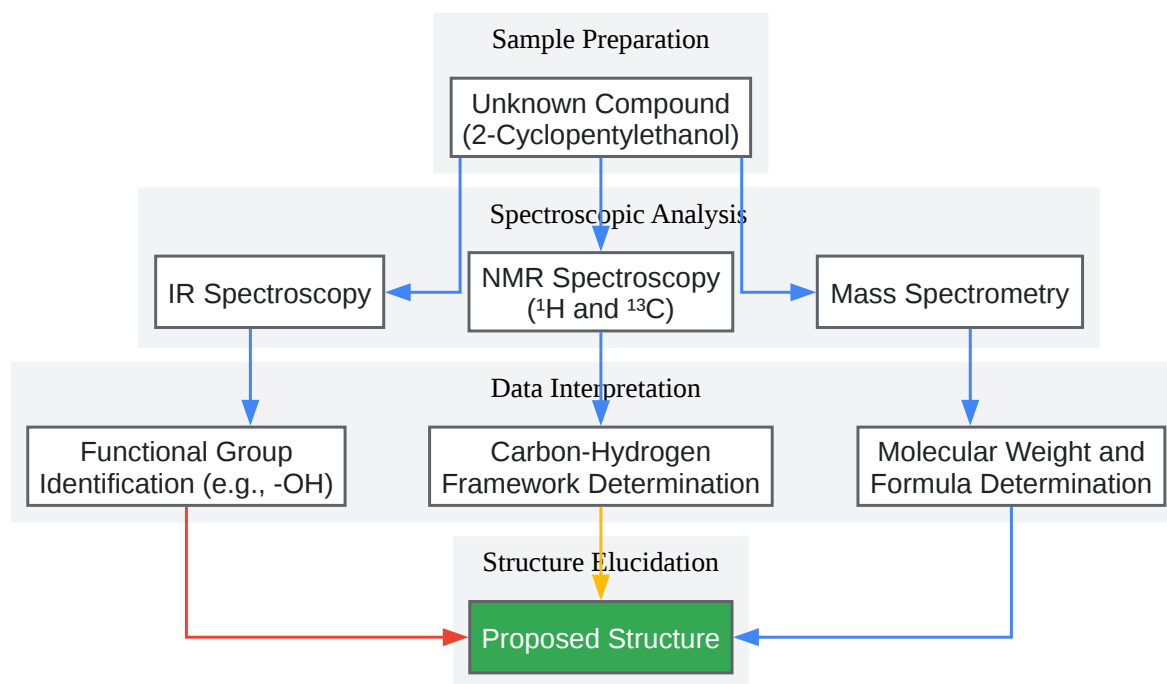 Sample Preparation
Unknown Compound
(2-Cyclopentylethanol)
Spectroscopic Analysis
IR Spectroscopy
NMR Spectroscopy
(¹H and ¹³C)
Mass Spectrometry
Data Interpretation
Functional Group
Identification (e.g., -OH)
Carbon-Hydrogen
Framework Determination
Molecular Weight and
Formula Determination
Structure Elucidation
Proposed Structure